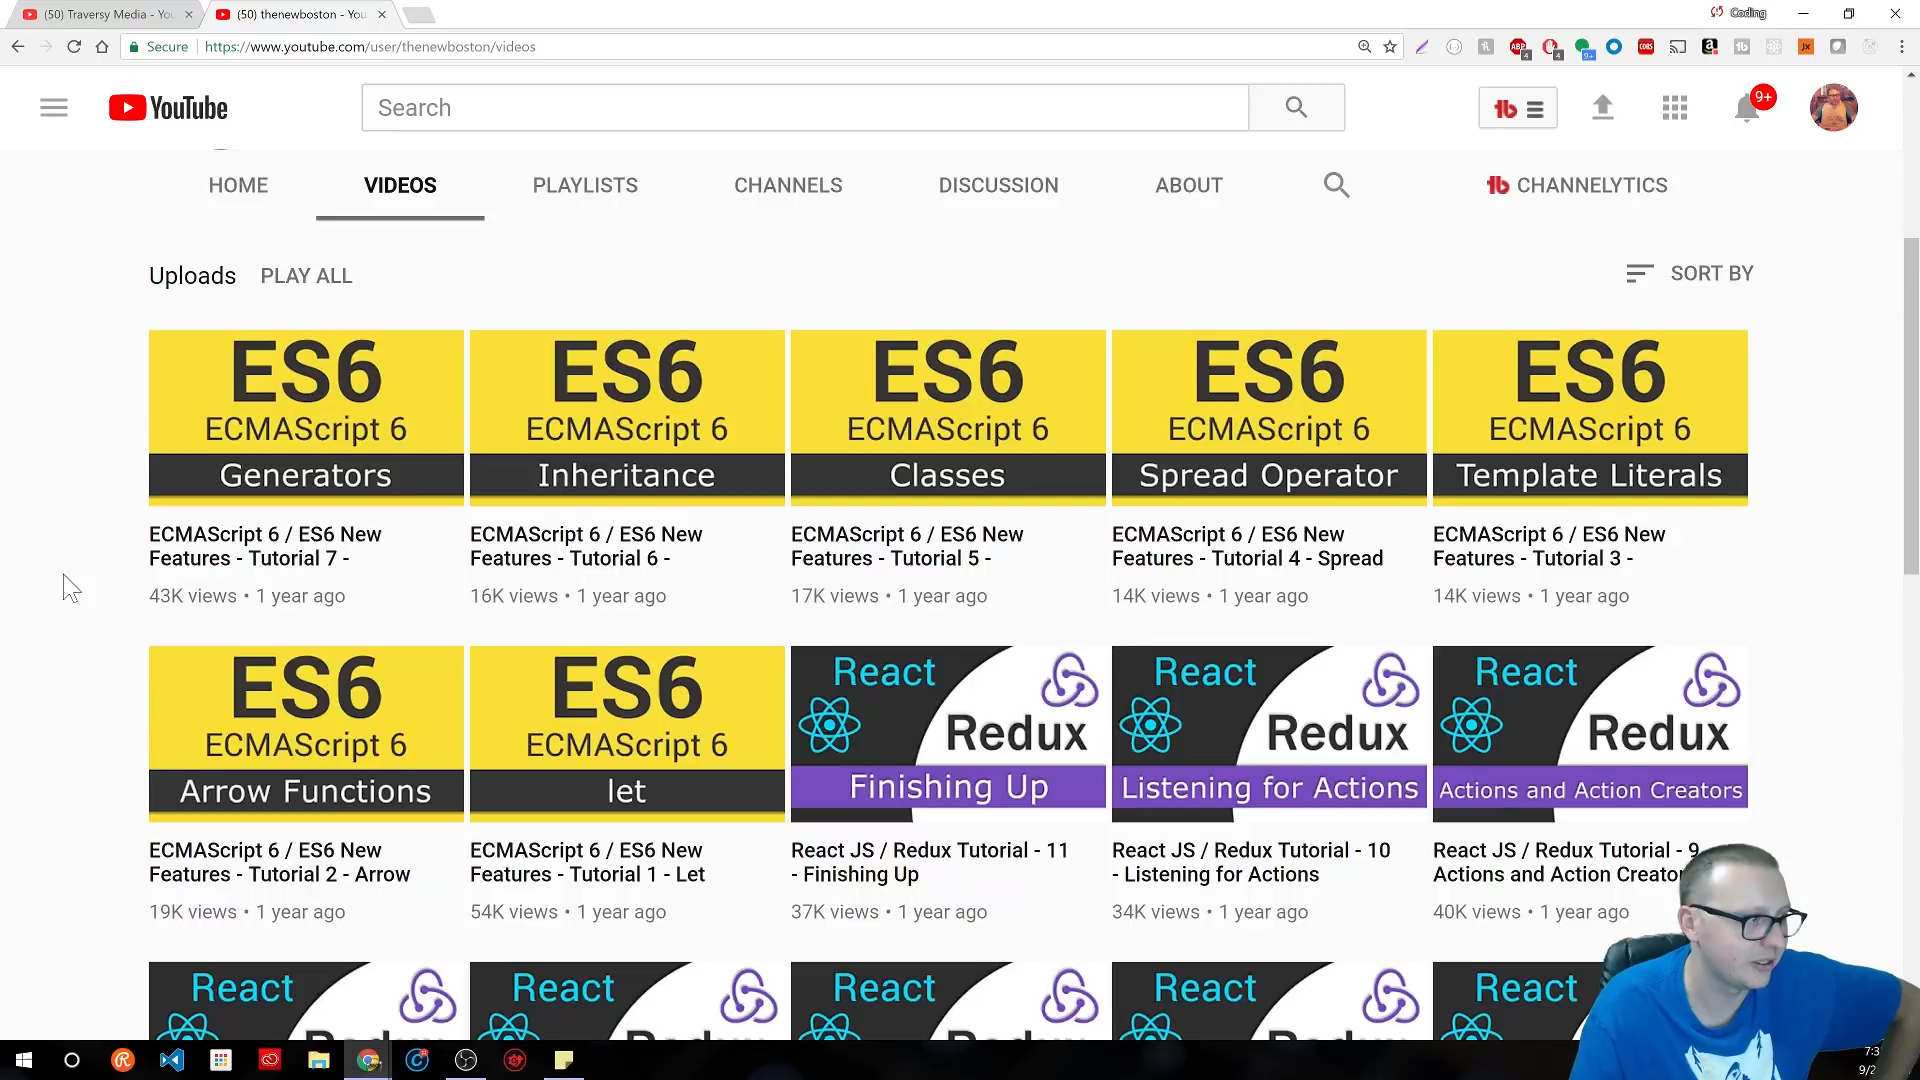 (50) Traversy Media - You
(50) thenewboston - You
Coding
Secure
https://www.youtube.com/user/thenewboston/videos
YouTube
Search
9+
HOME
VIDEOS
PLAYLISTS
CHANNELS
DISCUSSION
ABOUT
CHANNELYTICS
Uploads
PLAY ALL
SORT BY
ES6
ECMAScript 6
Generators
ES6
ECMAScript 6
Inheritance
ES6
ECMAScript 6
Classes
ES6
ECMAScript 6
Spread Operator
ES6
ECMAScript 6
Template Literals
ECMAScript 6 / ES6 New
Features - Tutorial 7 -
43K views • 1 year ago
ECMAScript 6 / ES6 New
Features - Tutorial 6 -
16K views • 1 year ago
ECMAScript 6 / ES6 New
Features - Tutorial 5 -
17K views • 1 year ago
ECMAScript 6 / ES6 New
Features - Tutorial 4 - Spread
14K views • 1 year ago
ECMAScript 6 / ES6 New
Features - Tutorial 3 -
14K views • 1 year ago
ES6
ECMAScript 6
Arrow Functions
ES6
ECMAScript 6
let
React
Redux
Finishing Up
React
Redux
Listening for Actions
React
Redux
Actions and Action Creators
ECMAScript 6 / ES6 New
Features - Tutorial 2 - Arrow
19K views • 1 year ago
ECMAScript 6 / ES6 New
Features - Tutorial 1 - Let
54K views • 1 year ago
React JS / Redux Tutorial - 11
- Finishing Up
37K views • 1 year ago
React JS / Redux Tutorial - 10
- Listening for Actions
34K views • 1 year ago
React JS / Redux Tutorial - 9
Actions and Action Creator
40K views • 1 year ago
React
React
React
React
React
7:3
9/2